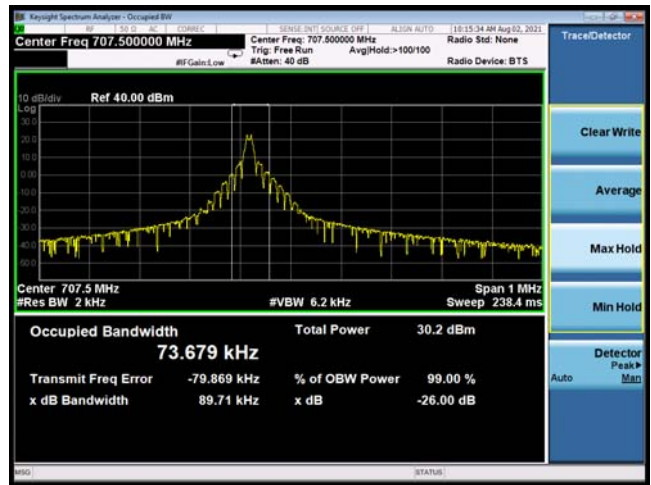 Keysight Spectrum Analyzer - Occupied BW
RF 50 Ω AC CORREC SENSE:INT SOURCE OFF ALIGN AUTO 10:15:34 AM Aug 02, 2021
Center Freq 707.500000 MHz Center Freq: 707.500000 MHz Radio Std: None
Trig: Free Run Avg|Hold:>100/100
#IFGain:Low #Atten: 40 dB Radio Device: BTS
Trace/Detector
10 dB/div Ref 40.00 dBm
Log
30.0
20.0
10.0
0.00
10.0
20.0
30.0
40.0
50.0
Clear Write
Average
Max Hold
Min Hold
Detector
Peak▶
Auto Man
Center 707.5 MHz Span 1 MHz
#Res BW 2 kHz #VBW 6.2 kHz Sweep 238.4 ms
Occupied Bandwidth Total Power 30.2 dBm
73.679 kHz
Transmit Freq Error -79.869 kHz % of OBW Power 99.00 %
x dB Bandwidth 89.71 kHz x dB -26.00 dB
MSG STATUS